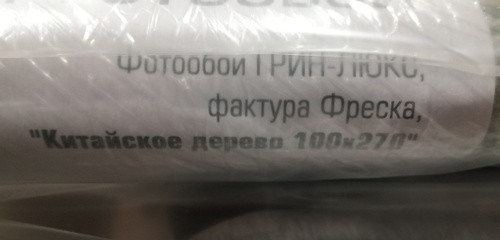 Фотообои ГРИН-ЛЮКС,
фактура Фреска,
"Китайское дерево 100х270"